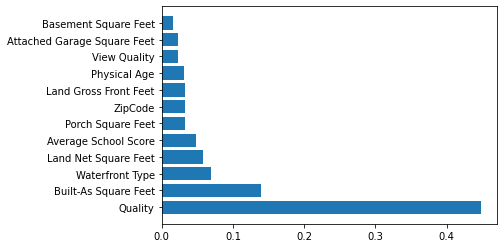 Basement Square Feet
Attached Garage Square Feet
View Quality
Physical Age
Land Gross Front Feet
ZipCode
Porch Square Feet
Average School Score
Land Net Square Feet
Waterfront Type
Built-As Square Feet
Quality
0.0 0.1 0.2 0.3 0.4